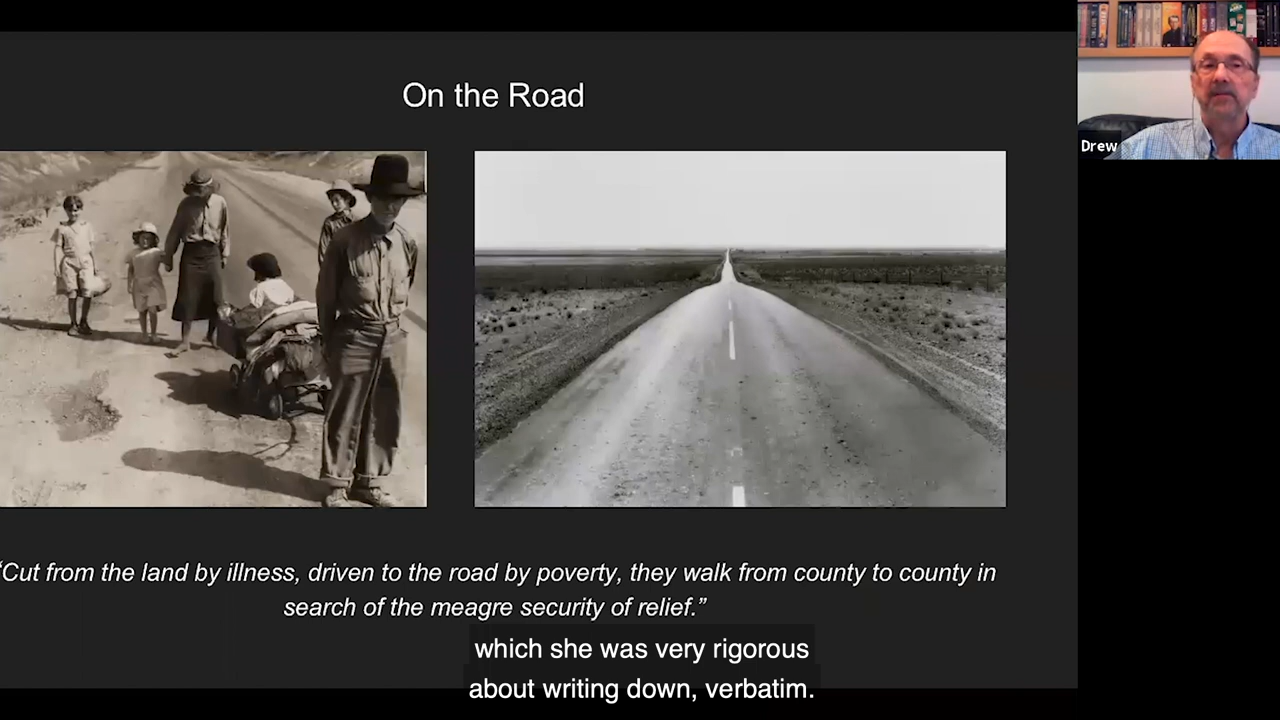 On the Road
Drew
“Cut from the land by illness, driven to the road by poverty, they walk from county to county in
search of the meagre security of relief.”
which she was very rigorous
about writing down, verbatim.